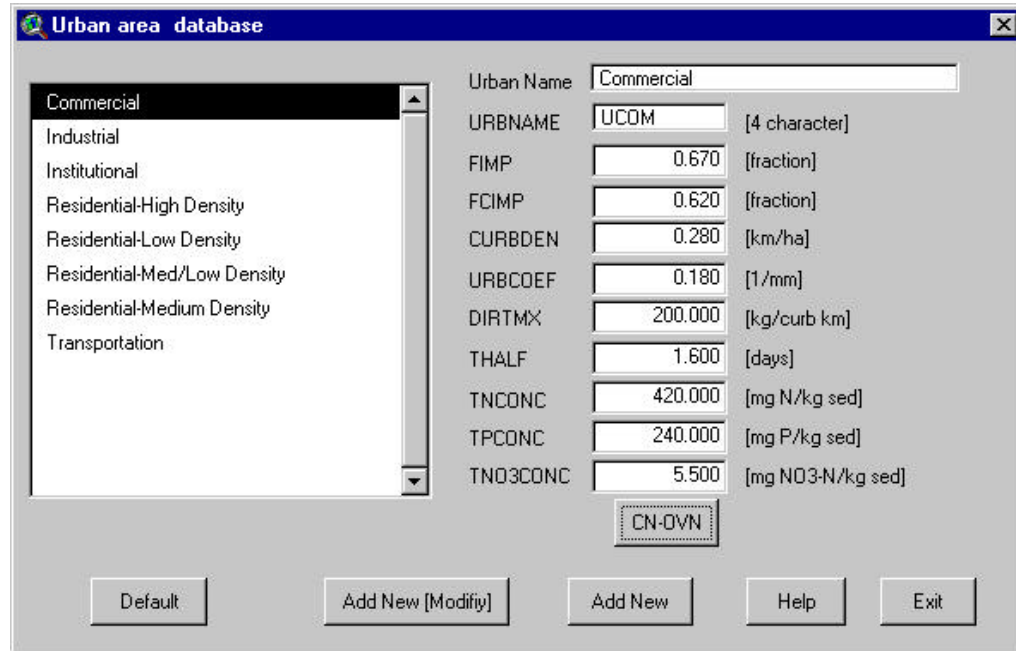 Urban area database
Commercial
Industrial
Institutional
Residential-High Density
Residential-Low Density
Residential-Med/Low Density
Residential-Medium Density
Transportation
Urban Name Commercial
URBNAME UCOM [4 character]
FIMP 0.670 [fraction]
FCIMP 0.620 [fraction]
CURBDEN 0.280 [km/ha]
URBCOEF 0.180 [1/mm]
DIRTMX 200.000 [kg/curb km]
THALF 1.600 [days]
TNCONC 420.000 [mg N/kg sed]
TPCONC 240.000 [mg P/kg sed]
TNO3CONC 5.500 [mg NO3-N/kg sed]
CN-OVN
Default Add New [Modifiy] Add New Help Exit